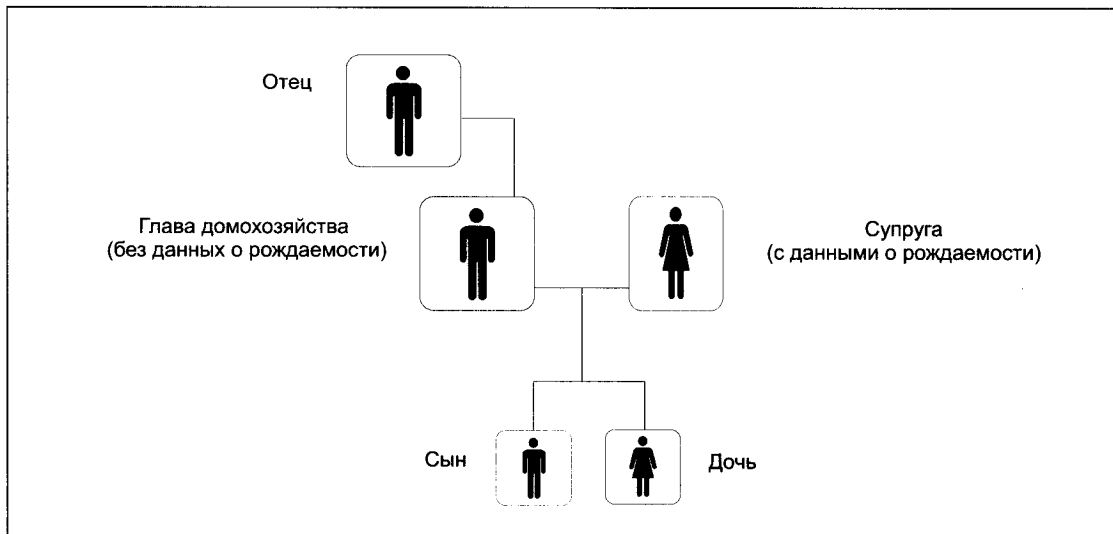 Отец
Глава домохозяйства
(без данных о рождаемости)
Супруга
(с данными о рождаемости)
Сын
Дочь